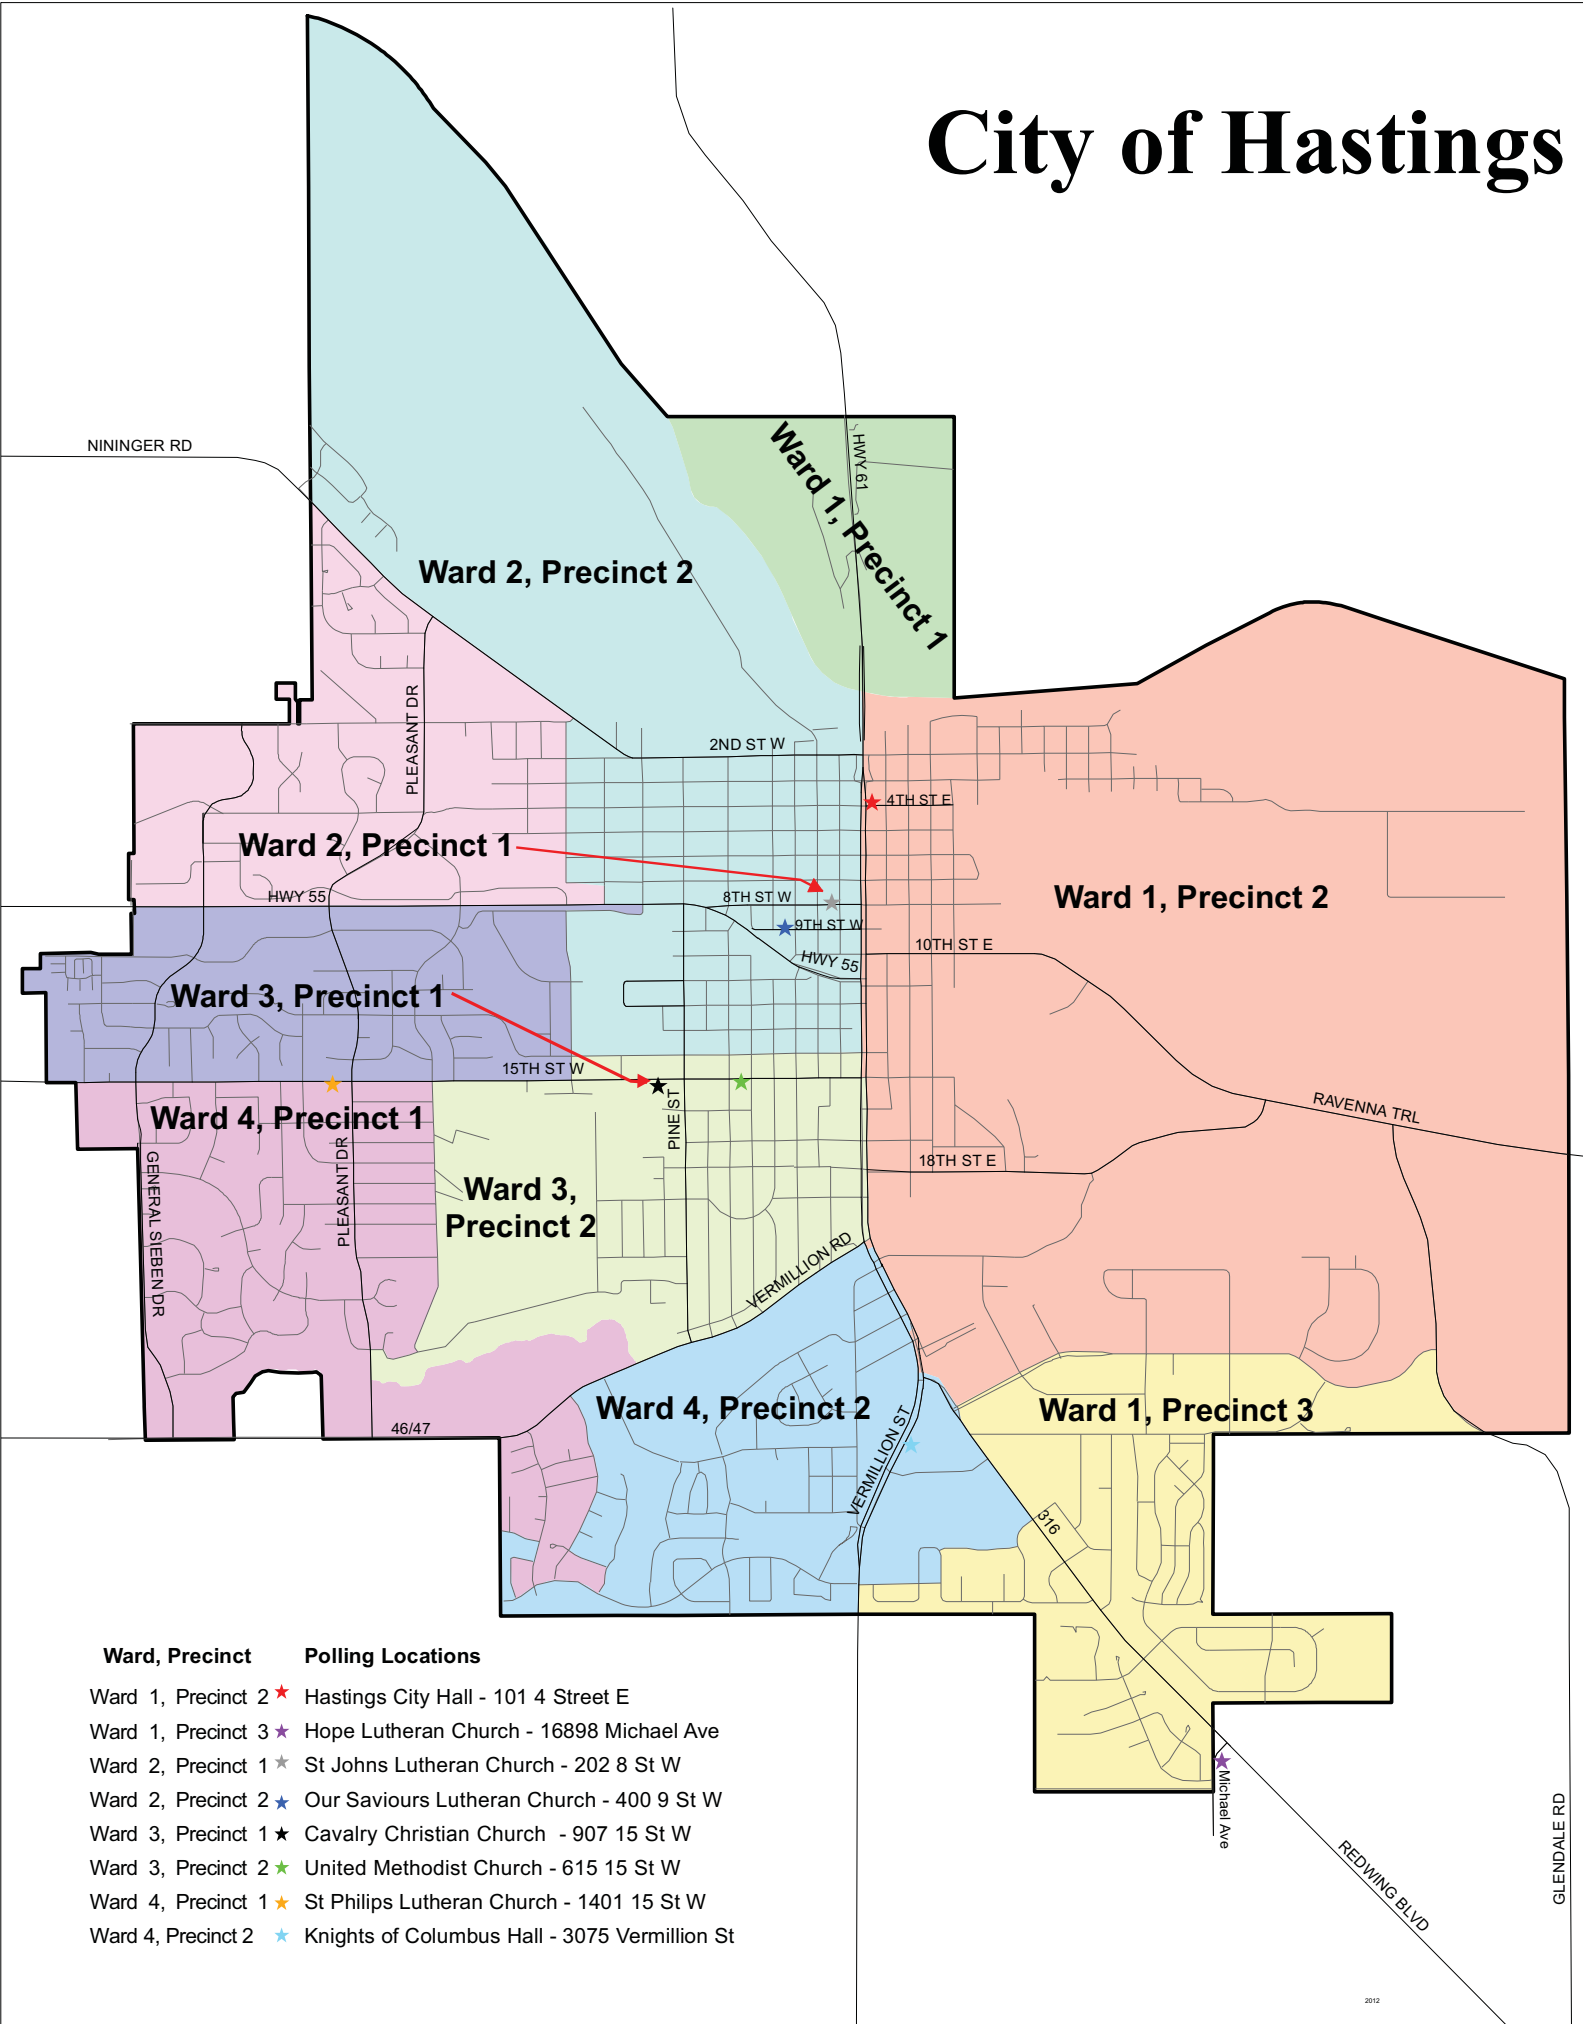 City of Hastings
NININGER RD
HWY 61
Ward 1, Precinct 1
Ward 2, Precinct 2
PLEASANT DR
2ND ST W
4TH ST E
Ward 2, Precinct 1
HWY 55
8TH ST W
Ward 1, Precinct 2
9TH ST W
10TH ST E
HWY 55
Ward 3, Precinct 1
15TH ST W
PINE ST
RAVENNA TRL
Ward 4, Precinct 1
18TH ST E
GENERAL SIEBEN DR
PLEASANT DR
Ward 3,
Precinct 2
VERMILLION RD
Ward 4, Precinct 2
Ward 1, Precinct 3
46/47
VERMILLION ST
316
Ward, Precinct Polling Locations
Ward 1, Precinct 2 Hastings City Hall - 101 4 Street E
Ward 1, Precinct 3 Hope Lutheran Church - 16898 Michael Ave
Ward 2, Precinct 1 St Johns Lutheran Church - 202 8 St W
Ward 2, Precinct 2 Our Saviours Lutheran Church - 400 9 St W
Ward 3, Precinct 1 Cavalry Christian Church - 907 15 St W
Ward 3, Precinct 2 United Methodist Church - 615 15 St W
Ward 4, Precinct 1 St Philips Lutheran Church - 1401 15 St W
Ward 4, Precinct 2 Knights of Columbus Hall - 3075 Vermillion St
Michael Ave
REDWING BLVD
GLENDALE RD
2012